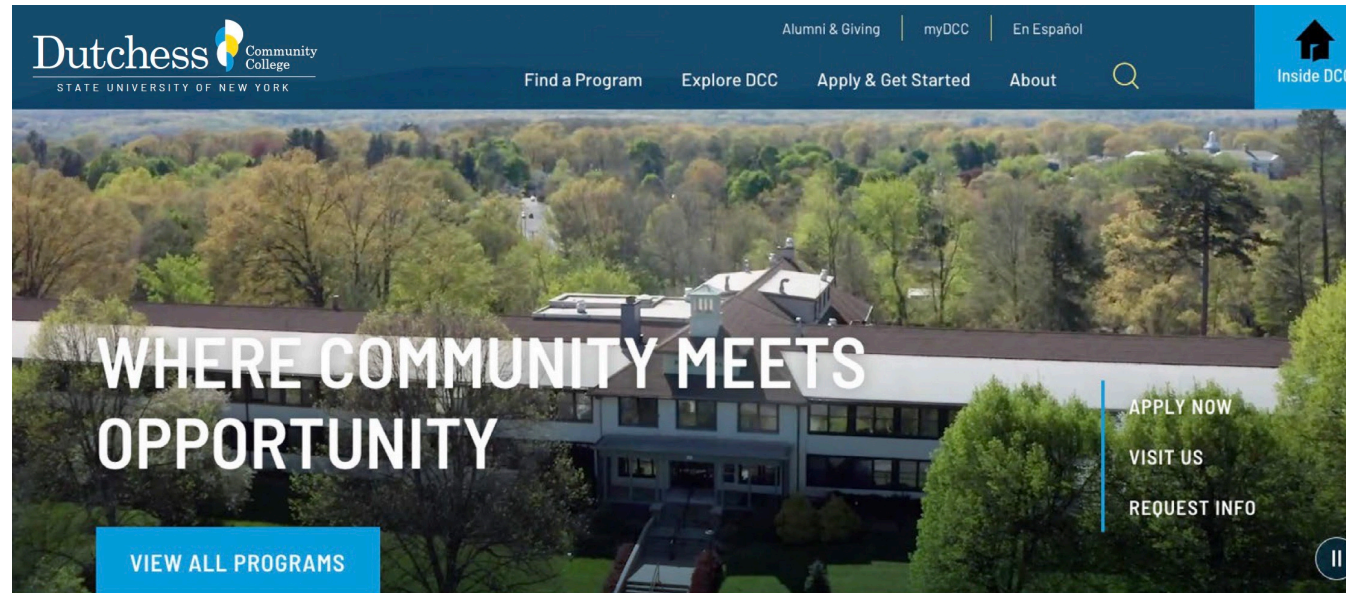 Dutchess Community College
STATE UNIVERSITY OF NEW YORK
Alumni & Giving
myDCC
En Español
Find a Program
Explore DCC
Apply & Get Started
About
Inside DCC
WHERE COMMUNITY MEETS
OPPORTUNITY
APPLY NOW
VISIT US
REQUEST INFO
VIEW ALL PROGRAMS